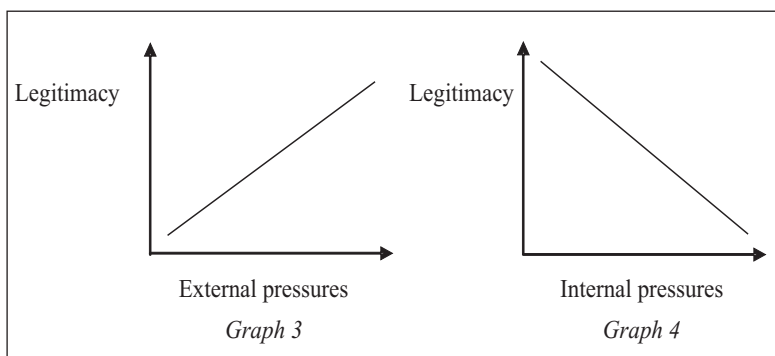 Legitimacy
External pressures
Graph 3
Legitimacy
Internal pressures
Graph 4